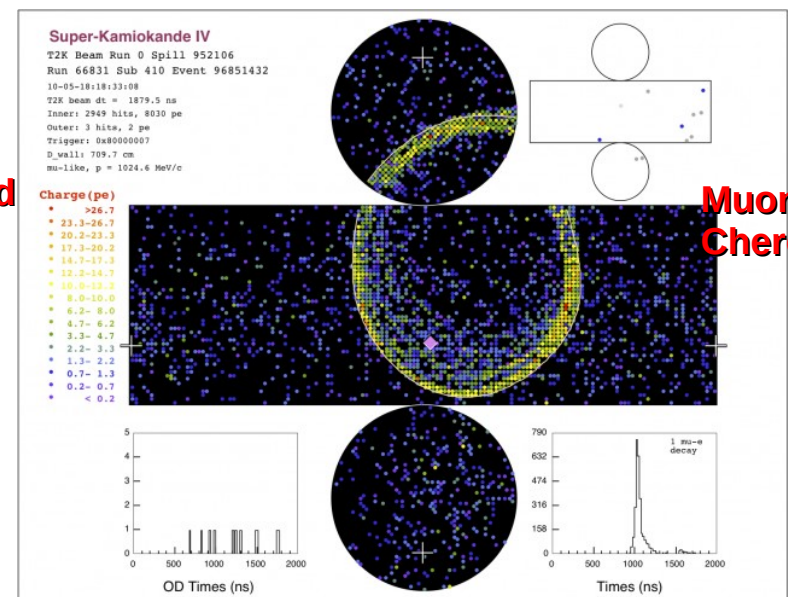 Super-Kamiokande IV
T2K Beam Run 0 Spill 952106
Run 66831 Sub 410 Event 96851432
10-05-18:18:33:08
T2K beam dt = 1879.5 ns
Inner: 2949 hits, 8030 pe
Outer: 3 hits, 2 pe
Trigger: 0x80000007
D_wall: 709.7 cm
mu-like, p = 1024.6 MeV/c
d
Charge(pe)
>26.7
23.3-26.7
20.2-23.3
17.3-20.2
14.7-17.3
12.2-14.7
10.0-12.2
8.0-10.0
6.2- 8.0
4.7- 6.2
3.3- 4.7
2.2- 3.3
1.3- 2.2
0.7- 1.3
0.2- 0.7
< 0.2
Muon
Cher
5
4
3
2
1
0
0 500 1000 1500 2000
OD Times (ns)
790
632
474
316
158
0
1 mu-e
decay
0 500 1000 1500 2000
Times (ns)